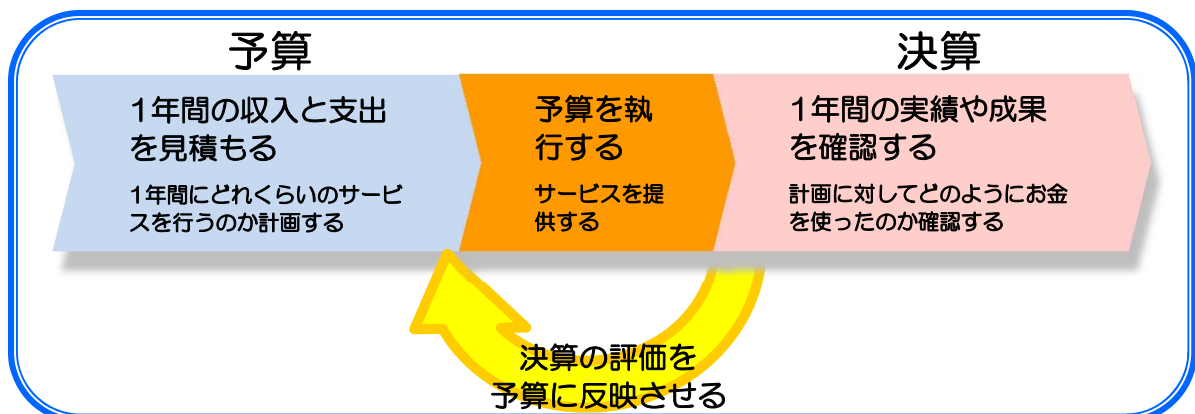 予算
決算
1年間の収入と支出
を見積もる
1年間にどれくらいのサービ
スを行うのか計画する
予算を執
行する
サービスを提
供する
1年間の実績や成果
を確認する
計画に対してどのようにお金
を使ったのか確認する
決算の評価を
予算に反映させる